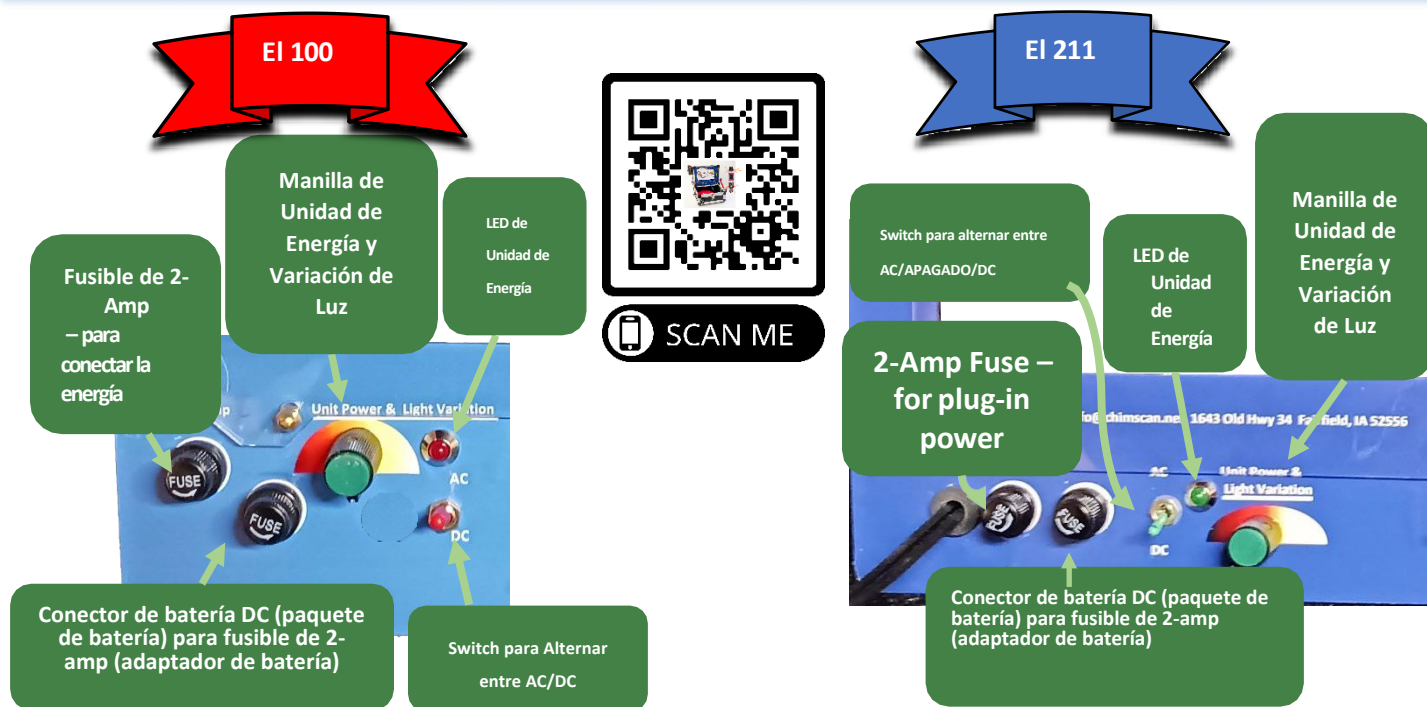 El 100
El 211
Manilla de
Unidad de
Energía y
Variación de
Luz
LED de
Unidad de
Energía
Fusible de 2-
Amp
– para
conectar la
energía
SCAN ME
Switch para alternar entre
AC/APAGADO/DC
LED de
Unidad
de
Energía
Manilla de
Unidad de
Energía y
Variación
de Luz
2-Amp Fuse –
for plug-in
power
Unit Power & Light Variation
FUSE
FUSE
AC
DC
chimscan.ne 1643 Old Hwy 34 Fairfield, IA 52556
AC
Unit Power &
Light Variation
FUSE
FUSE
DC
Conector de batería DC (paquete
de batería) para fusible de 2-
amp (adaptador de batería)
Switch para Alternar
entre AC/DC
Conector de batería DC (paquete de
batería) para fusible de 2-amp
(adaptador de batería)